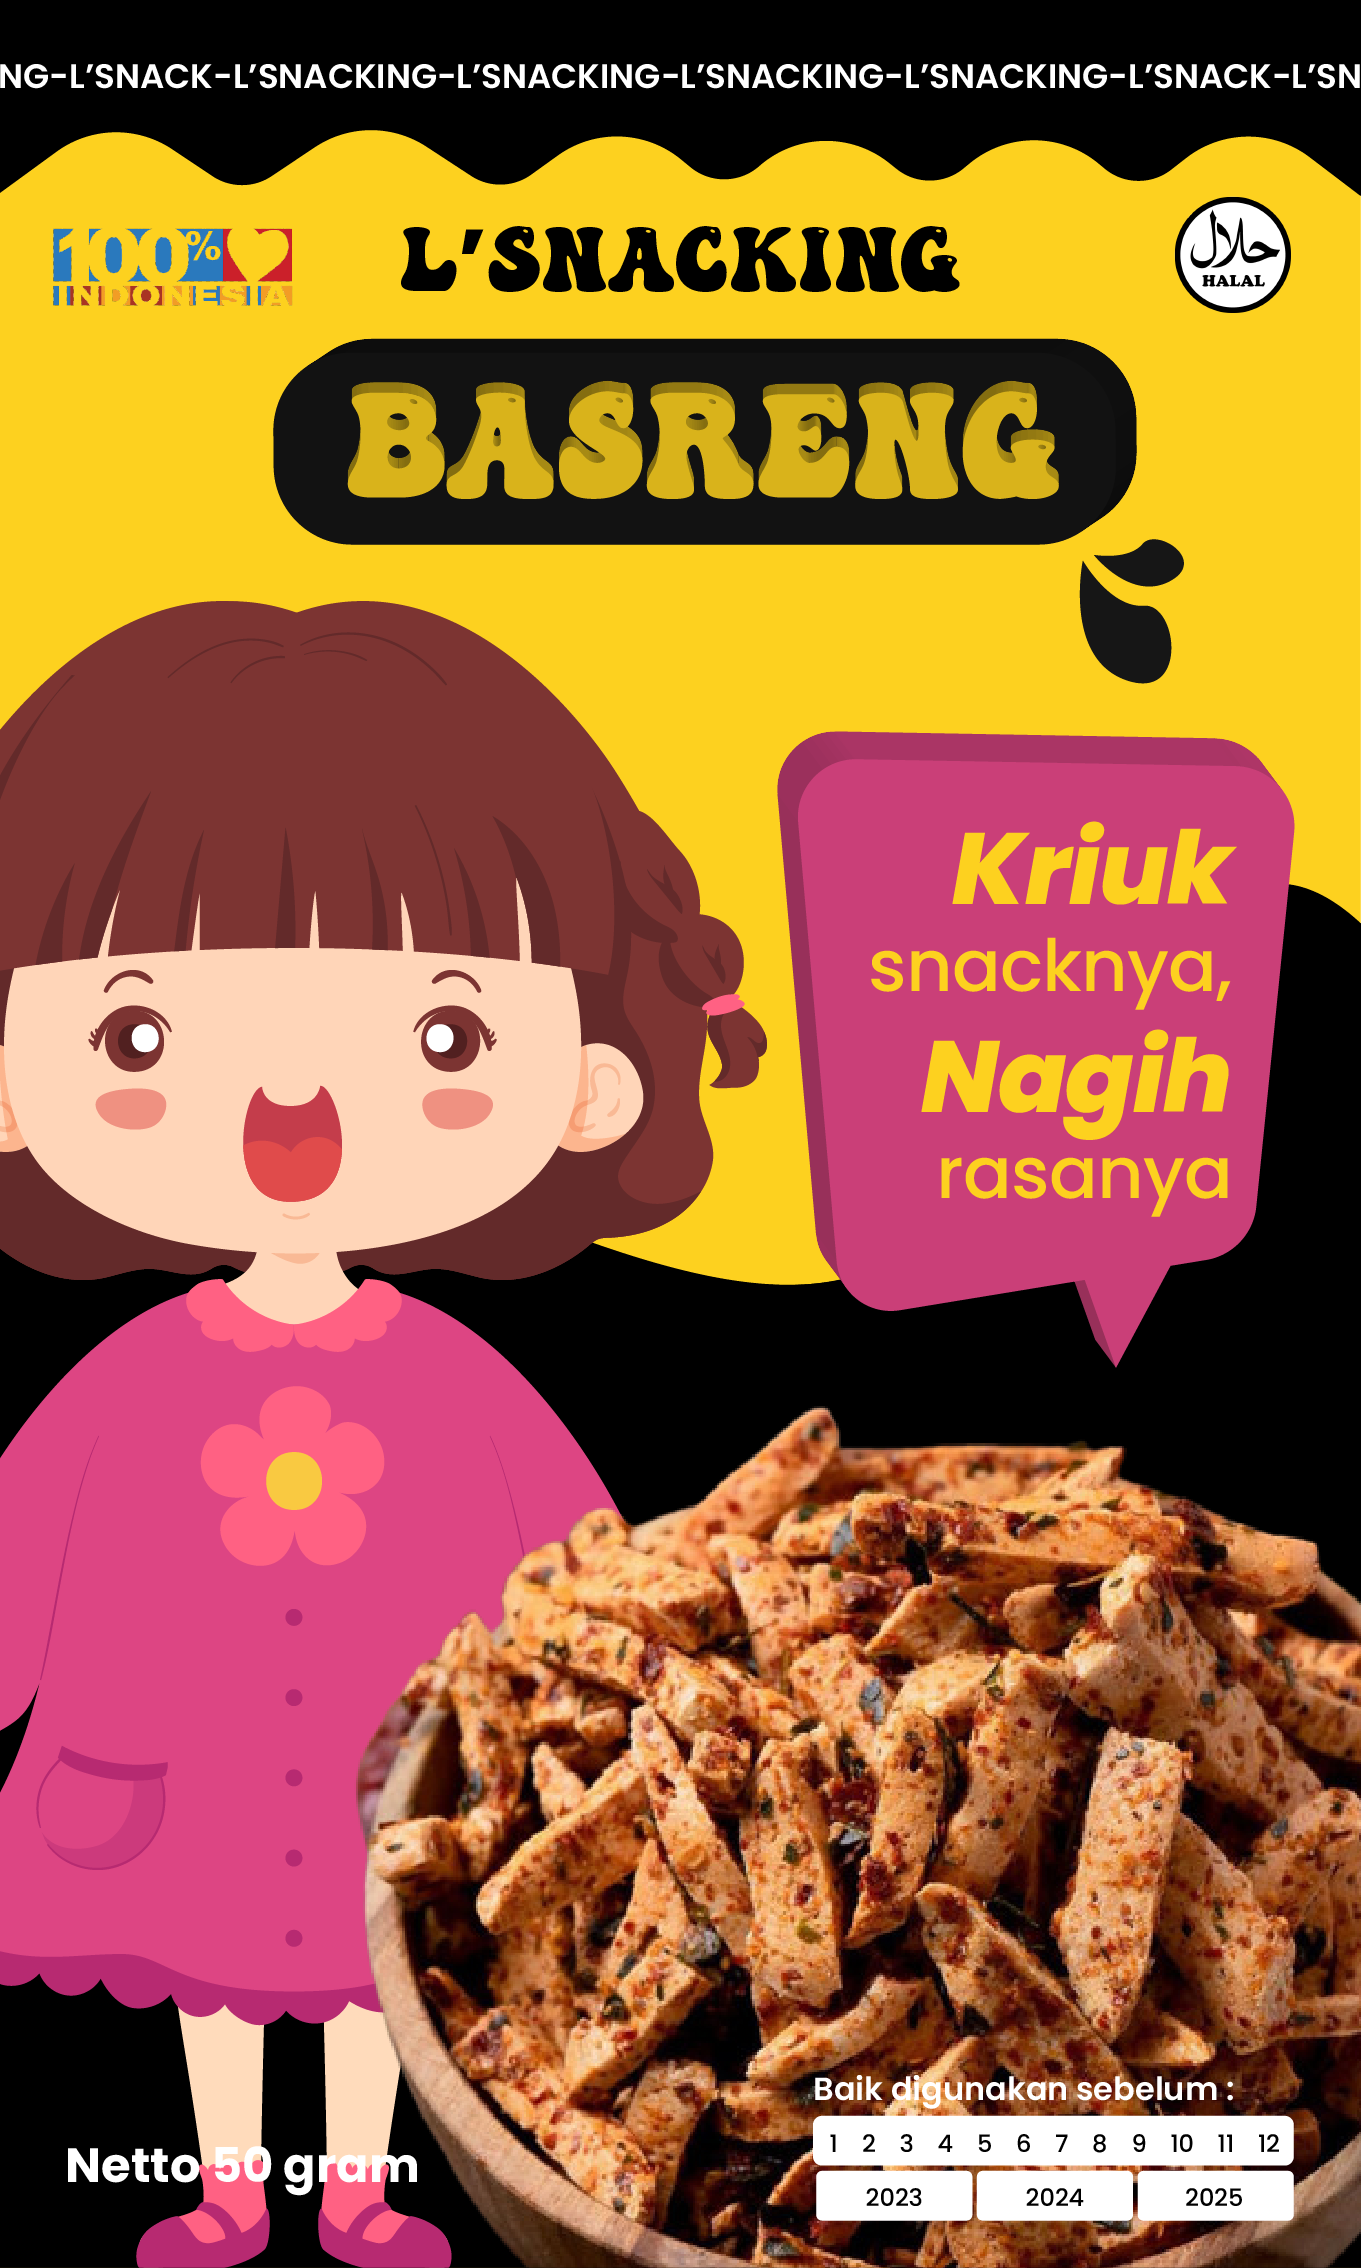 NG-L’SNACK-L’SNACKING-L’SNACKING-L’SNACKING-L’SNACKING-L’SNACK-L’SN
100%
INDONESIA
L’SNACKING
حلال
HALAL
BASRENG
Kriuk
snacknya,
Nagih
rasanya
Baik digunakan sebelum :
1 2 3 4 5 6 7 8 9 10 11 12
2023 2024 2025
Netto 50 gram